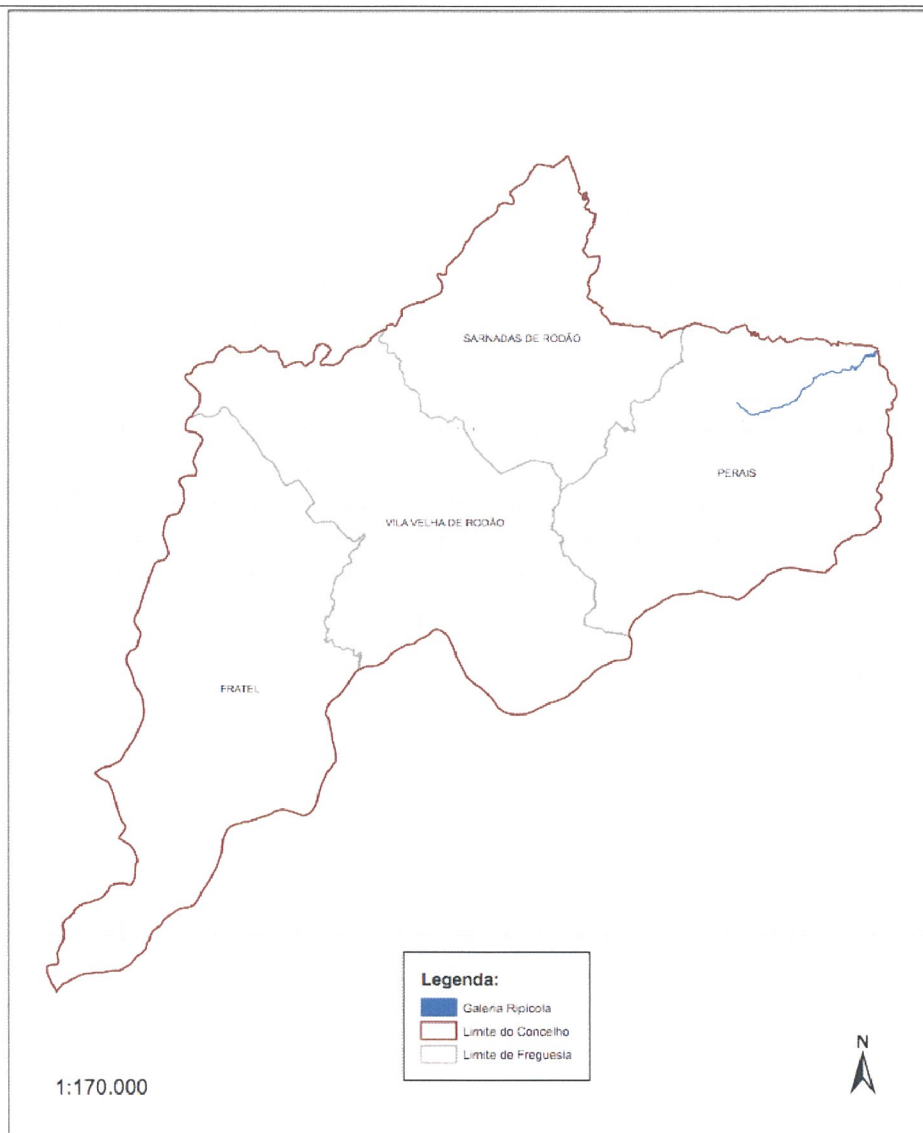 SARNADAS DE RODÃO
PERAIS
VILA VELHA DE RODÃO
FRATEL
Legenda:
Galeria Ripícola
Limite do Concelho
Limite de Freguesia
N
1:170.000